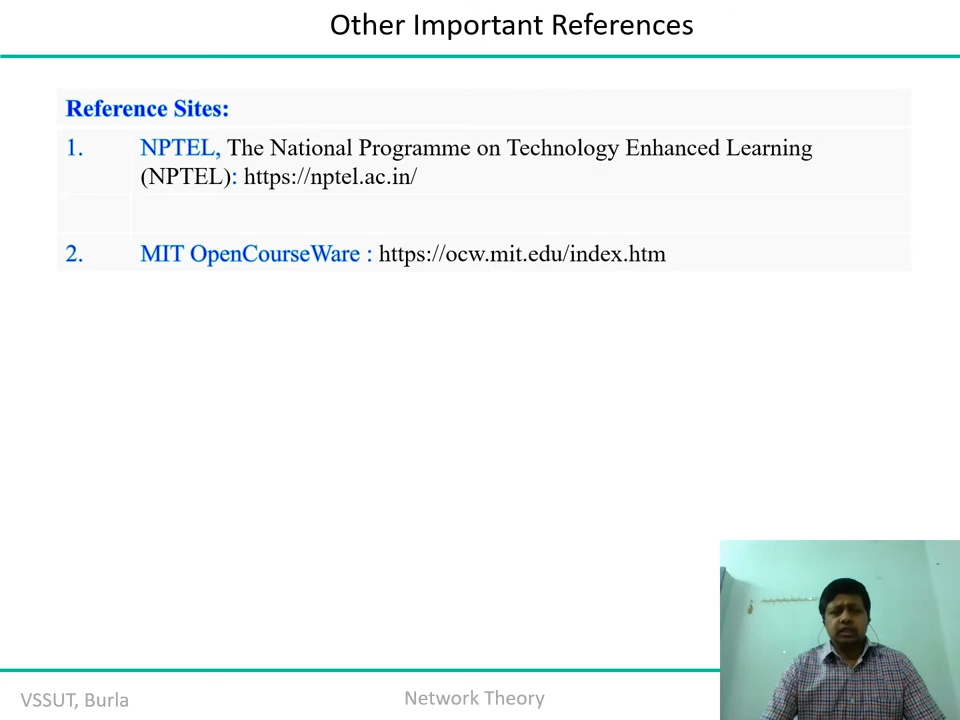 Other Important References
Reference Sites:
1. NPTEL, The National Programme on Technology Enhanced Learning
(NPTEL): https://nptel.ac.in/
2. MIT OpenCourseWare : https://ocw.mit.edu/index.htm
VSSUT, Burla
Network Theory